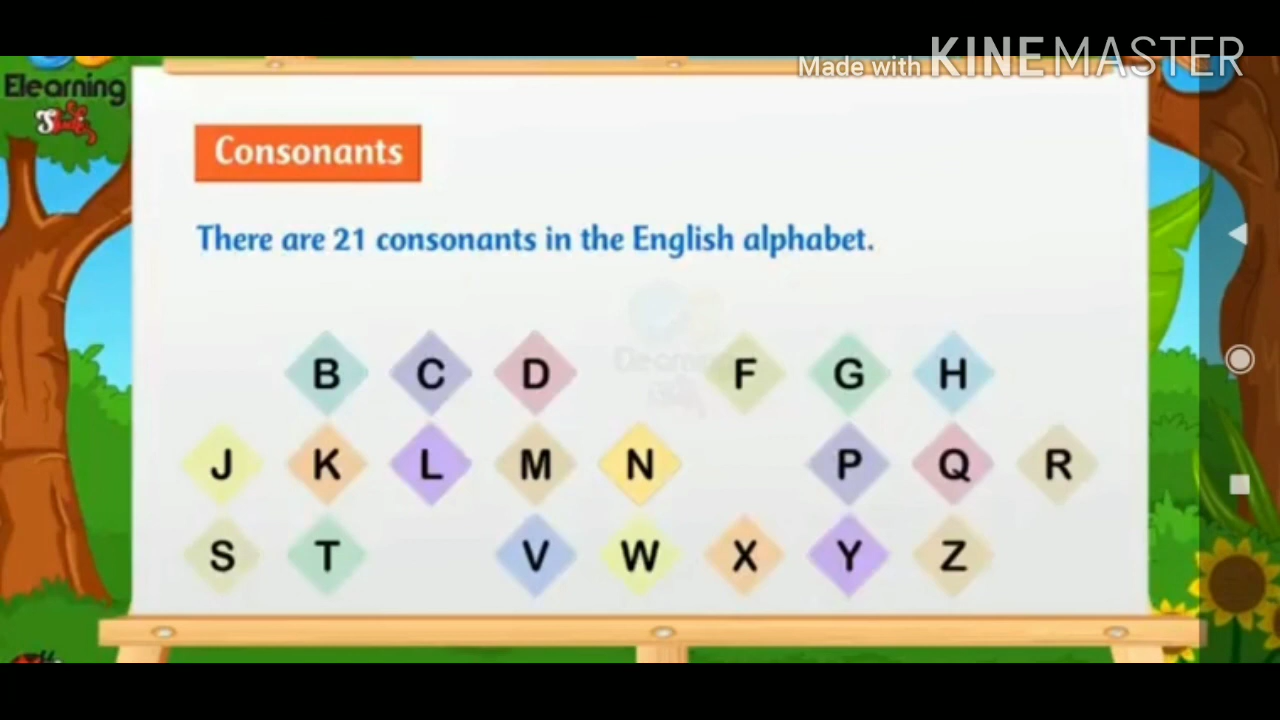 Made with KINEMASTER
Elearning
Consonants
There are 21 consonants in the English alphabet.
B C D F G H
J K L M N P Q R
S T V W X Y Z